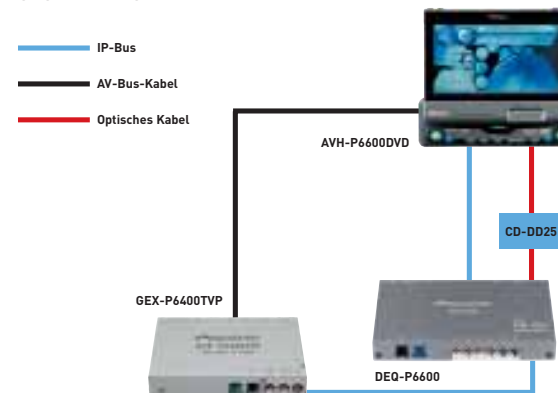 IP-Bus
AV-Bus-Kabel
Optisches Kabel
AVH-P6600DVD
CD-DD25
GEX-P6400TVP
DEQ-P6600